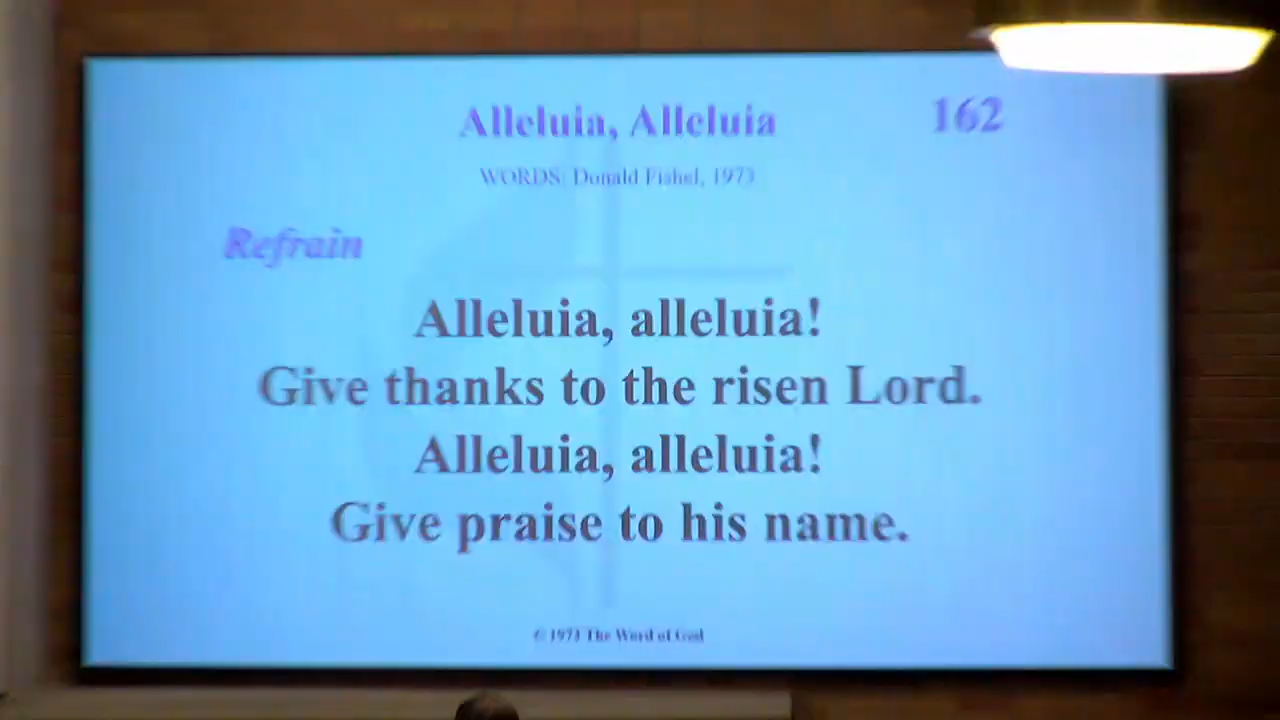 Alleluia, Alleluia
162
WORDS: Donald Fishel, 1973
Refrain
Alleluia, alleluia!
Give thanks to the risen Lord.
Alleluia, alleluia!
Give praise to his name.
© 1973 The Word of God